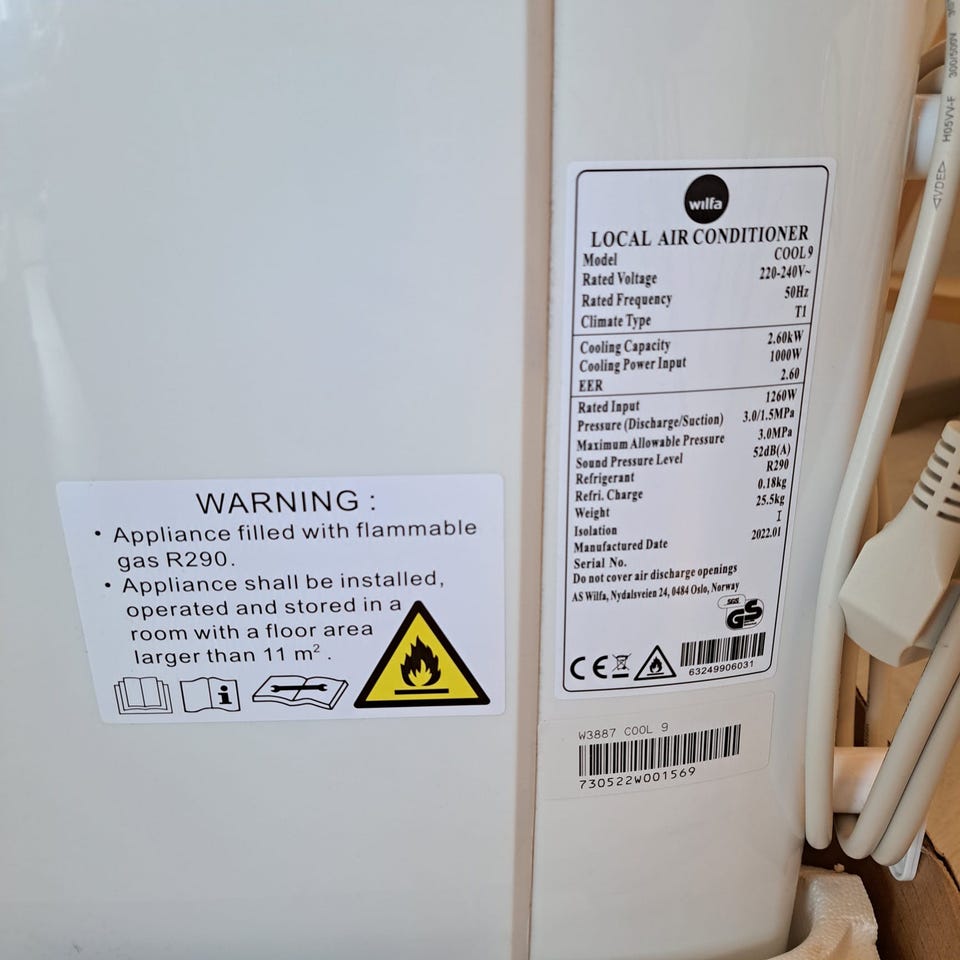 WARNING :
• Appliance filled with flammable
gas R290.
• Appliance shall be installed,
operated and stored in a
room with a floor area
larger than 11 m².
wilfa
LOCAL AIR CONDITIONER
Model COOL9
Rated Voltage 220-240V~
Rated Frequency 50Hz
Climate Type T1
Cooling Capacity 2.60kW
Cooling Power Input 1000W
EER 2.60
Rated Input 1260W
Pressure (Discharge/Suction) 3.0/1.5MPa
Maximum Allowable Pressure 3.0MPa
Sound Pressure Level 52dB(A)
Refrigerant R290
Refri. Charge 0.18kg
Weight 25.5kg
Isolation I
Manufactured Date 2022.01
Serial No.
Do not cover air discharge openings
AS Wilfa, Nydalsveien 24, 0484 Oslo, Norway
SGS
GS
CE
63249906031
W3887 COOL 9
730522W001569
VDE H05VV-F 300/500V